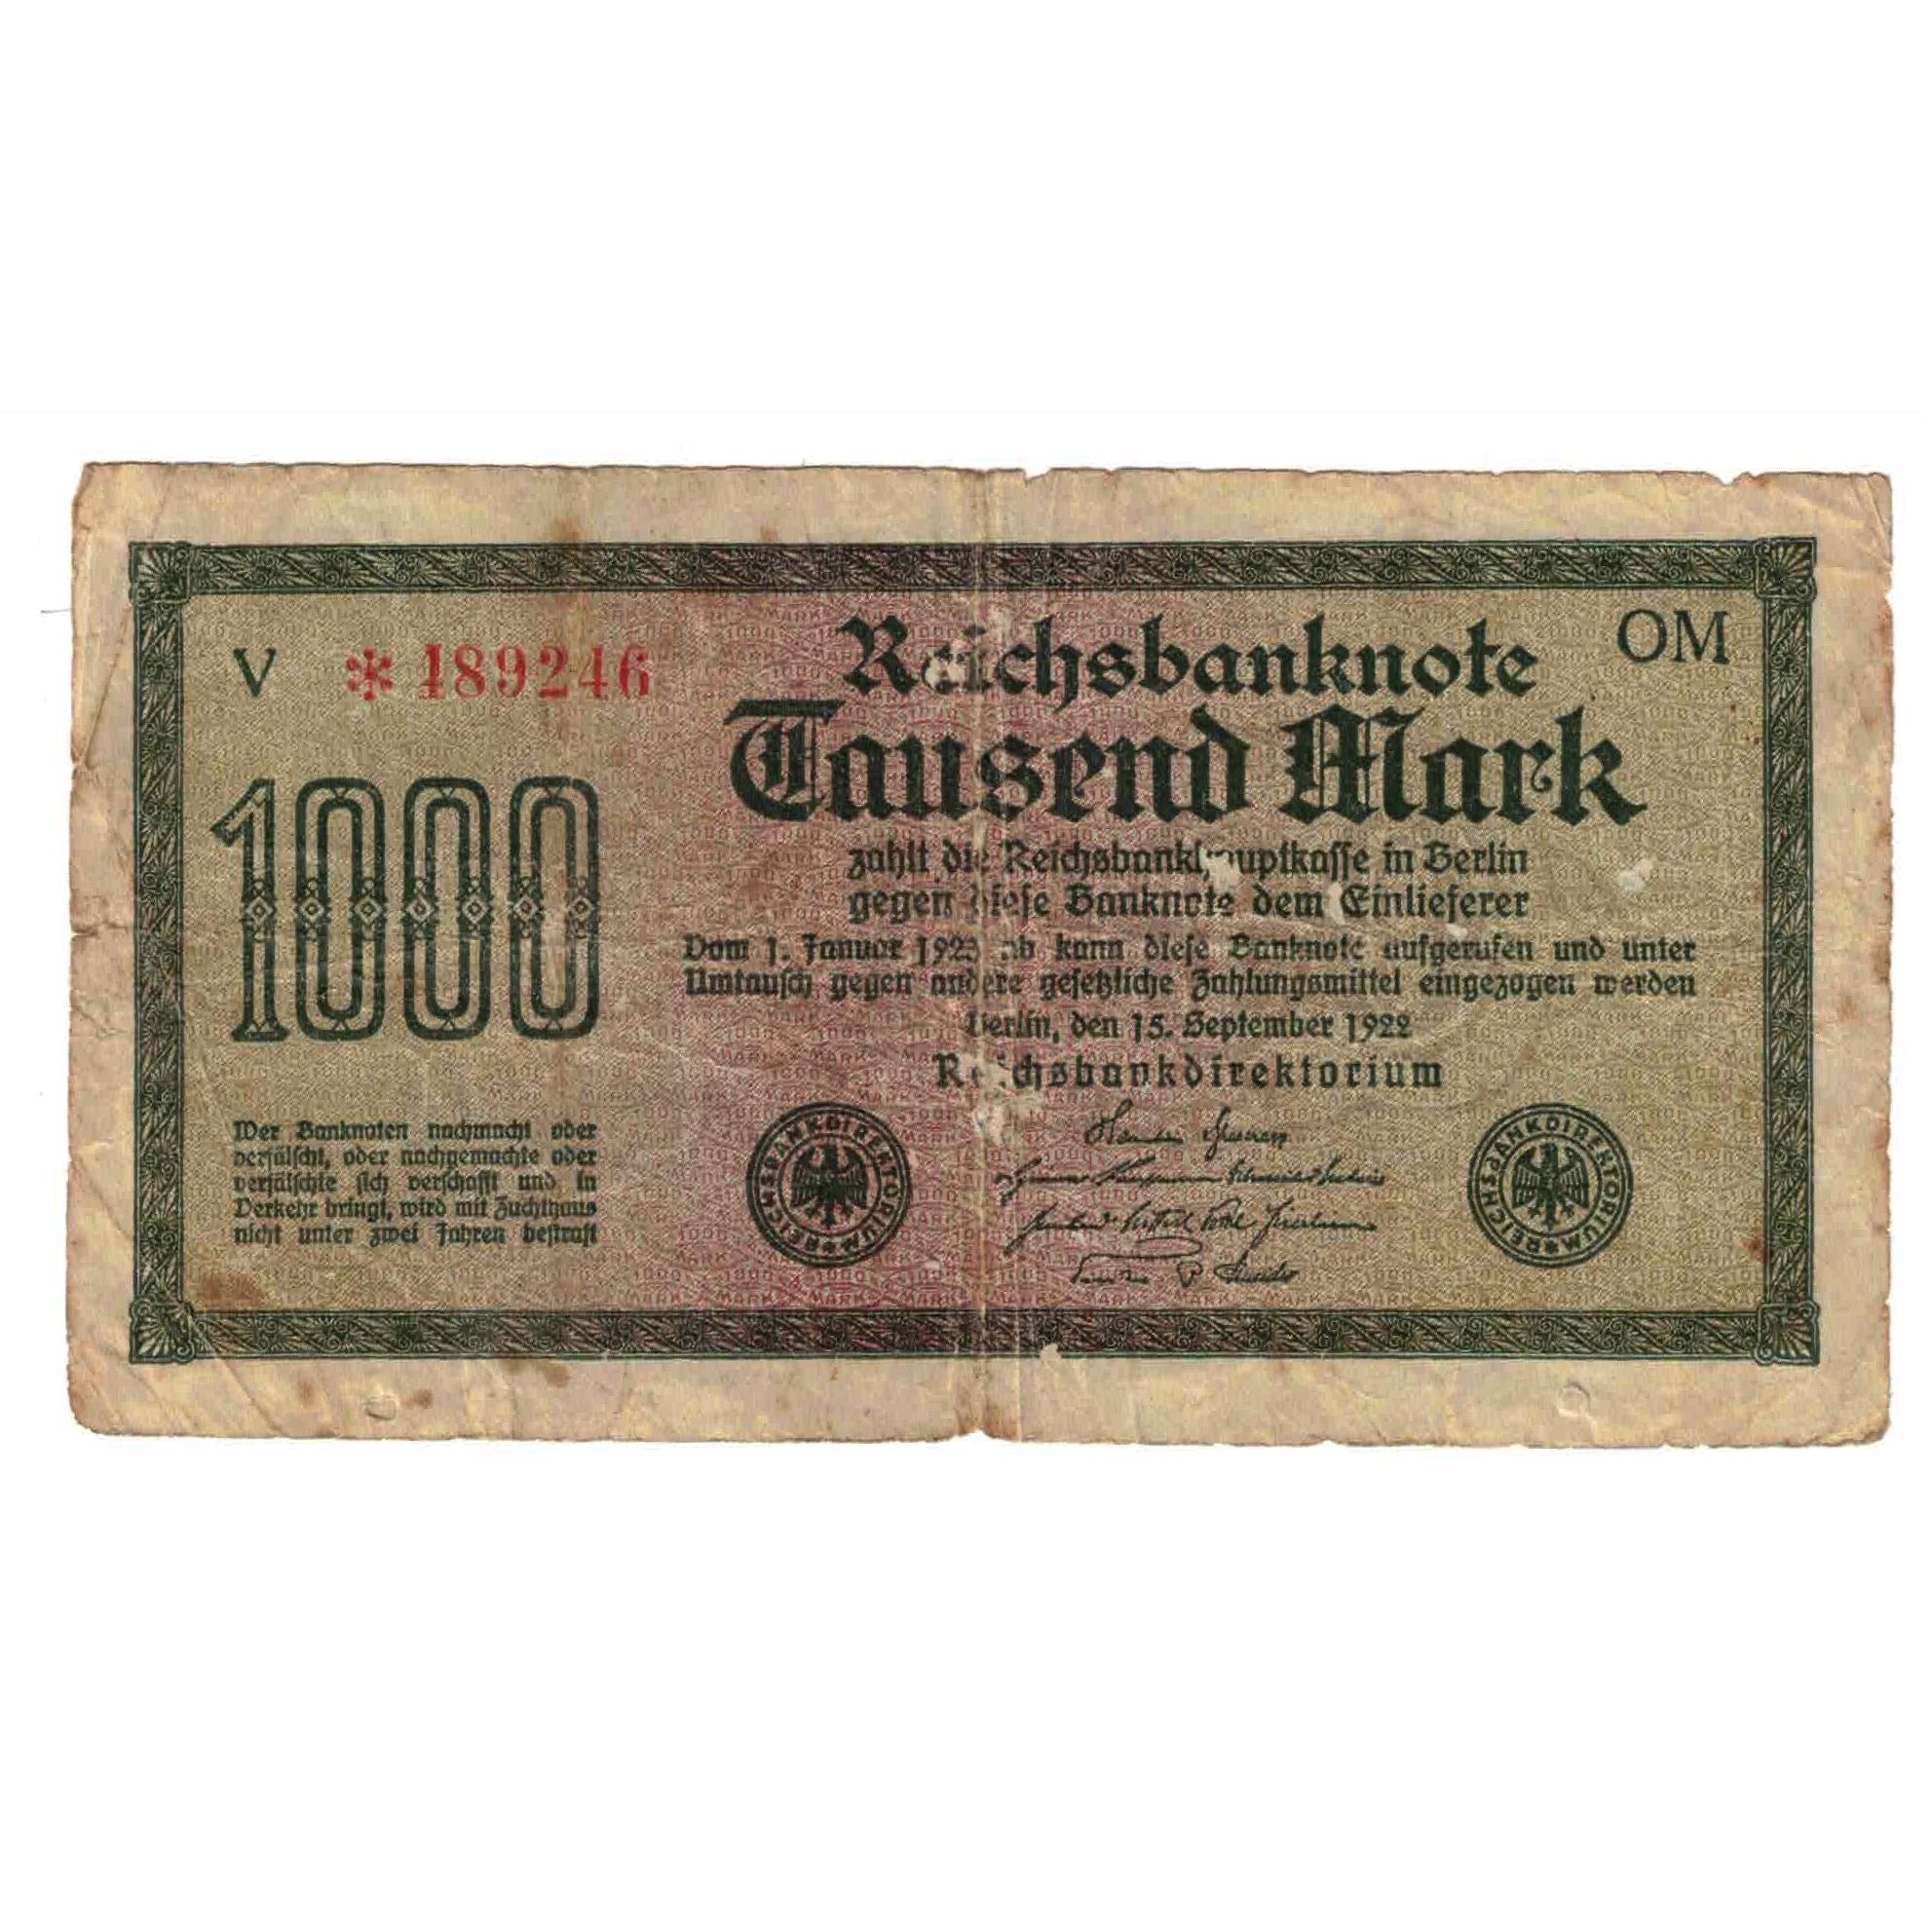 V * 489246
OM
Reichsbanknote
Tausend Mark
1000
zahlt die Reichsbankhauptkasse in Berlin
gegen diese Banknote dem Einlieferer
Vom 1. Januar 1923 ab kann diese Banknote aufgerufen und unter
Umtausch gegen andere gesetzliche Zahlungsmittel eingezogen werden
Berlin, den 15. September 1922
Reichsbankdirektorium
Wer Banknoten nachmacht oder
verfälscht, oder nachgemachte oder
verfälschte sich verschafft und in
Verkehr bringt, wird mit Zuchthaus
nicht unter zwei Jahren bestraft
REICHSBANKDIREKTORIUM
REICHSBANKDIREKTORIUM